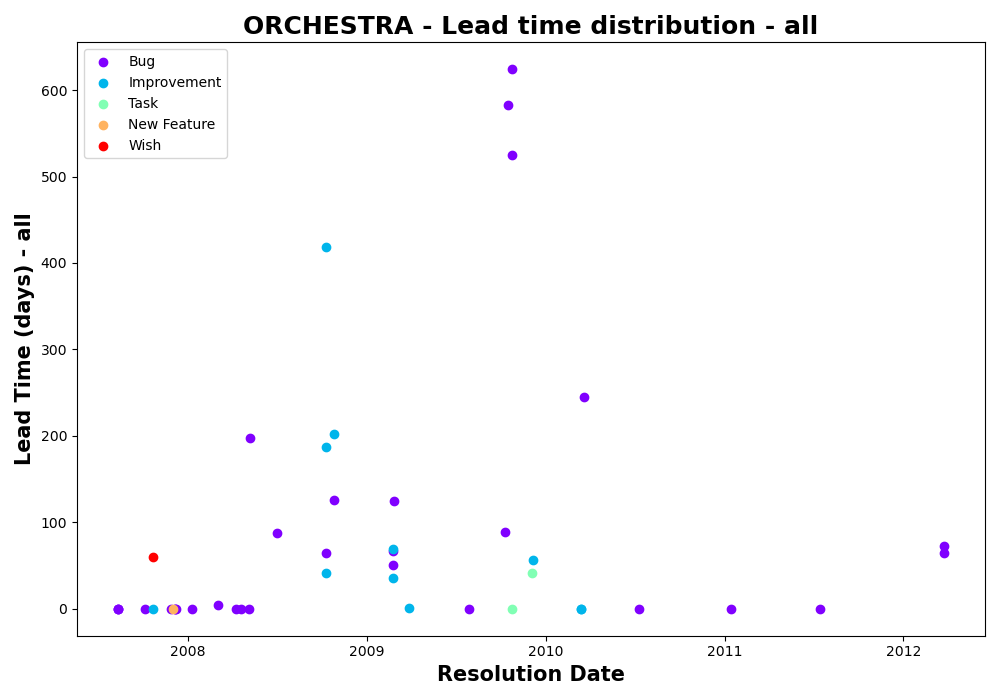 ORCHESTRA - Lead time distribution - all
Bug
Improvement
Task
New Feature
Wish
Lead Time (days) - all
600
500
400
300
200
100
0
2008
2009
2010
2011
2012
Resolution Date